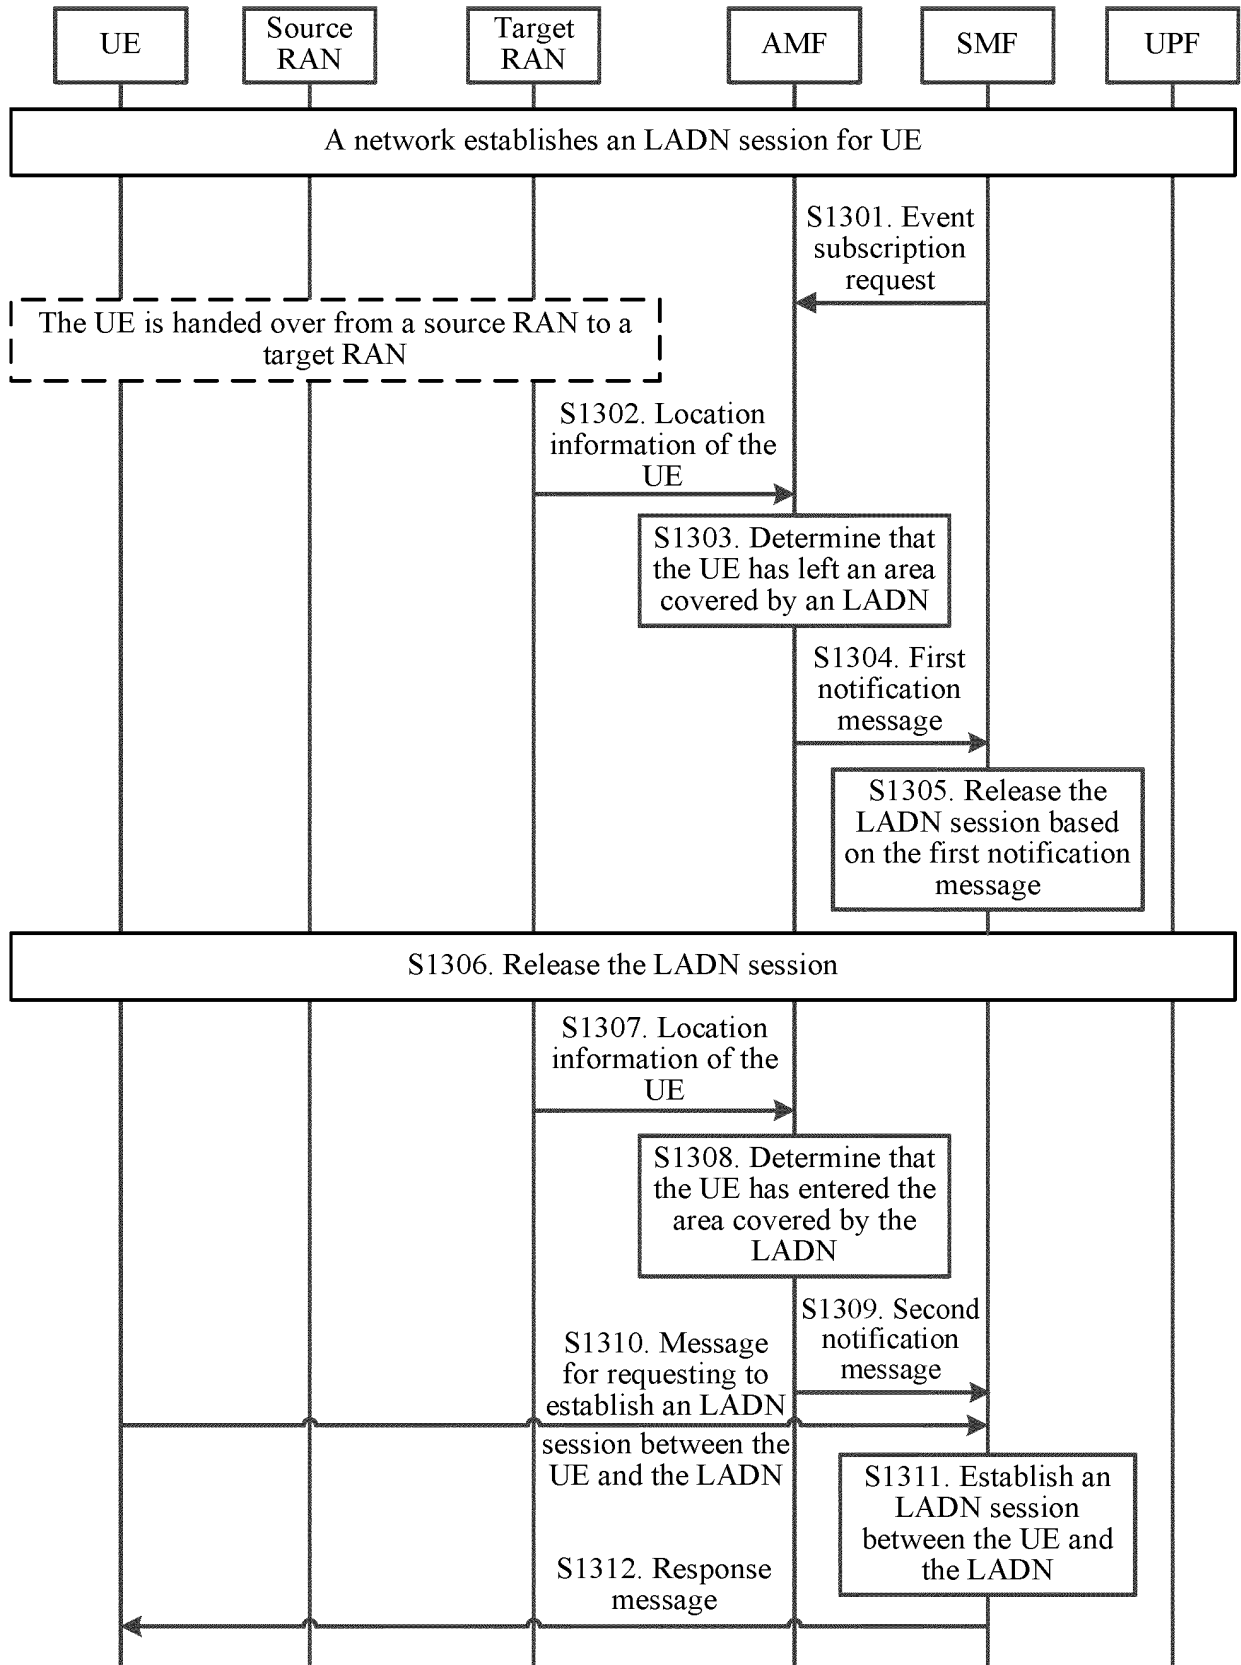 UE
Source
RAN
Target
RAN
AMF
SMF
UPF
A network establishes an LADN session for UE
S1301. Event
subscription
request
The UE is handed over from a source RAN to a
target RAN
S1302. Location
information of the
UE
S1303. Determine that
the UE has left an area
covered by an LADN
S1304. First
notification
message
S1305. Release the
LADN session based
on the first notification
message
S1306. Release the LADN session
S1307. Location
information of the
UE
S1308. Determine that
the UE has entered the
area covered by the
LADN
S1309. Second
notification
message
S1310. Message
for requesting to
establish an LADN
session between the
UE and the LADN
S1311. Establish an
LADN session
between the UE and
the LADN
S1312. Response
message